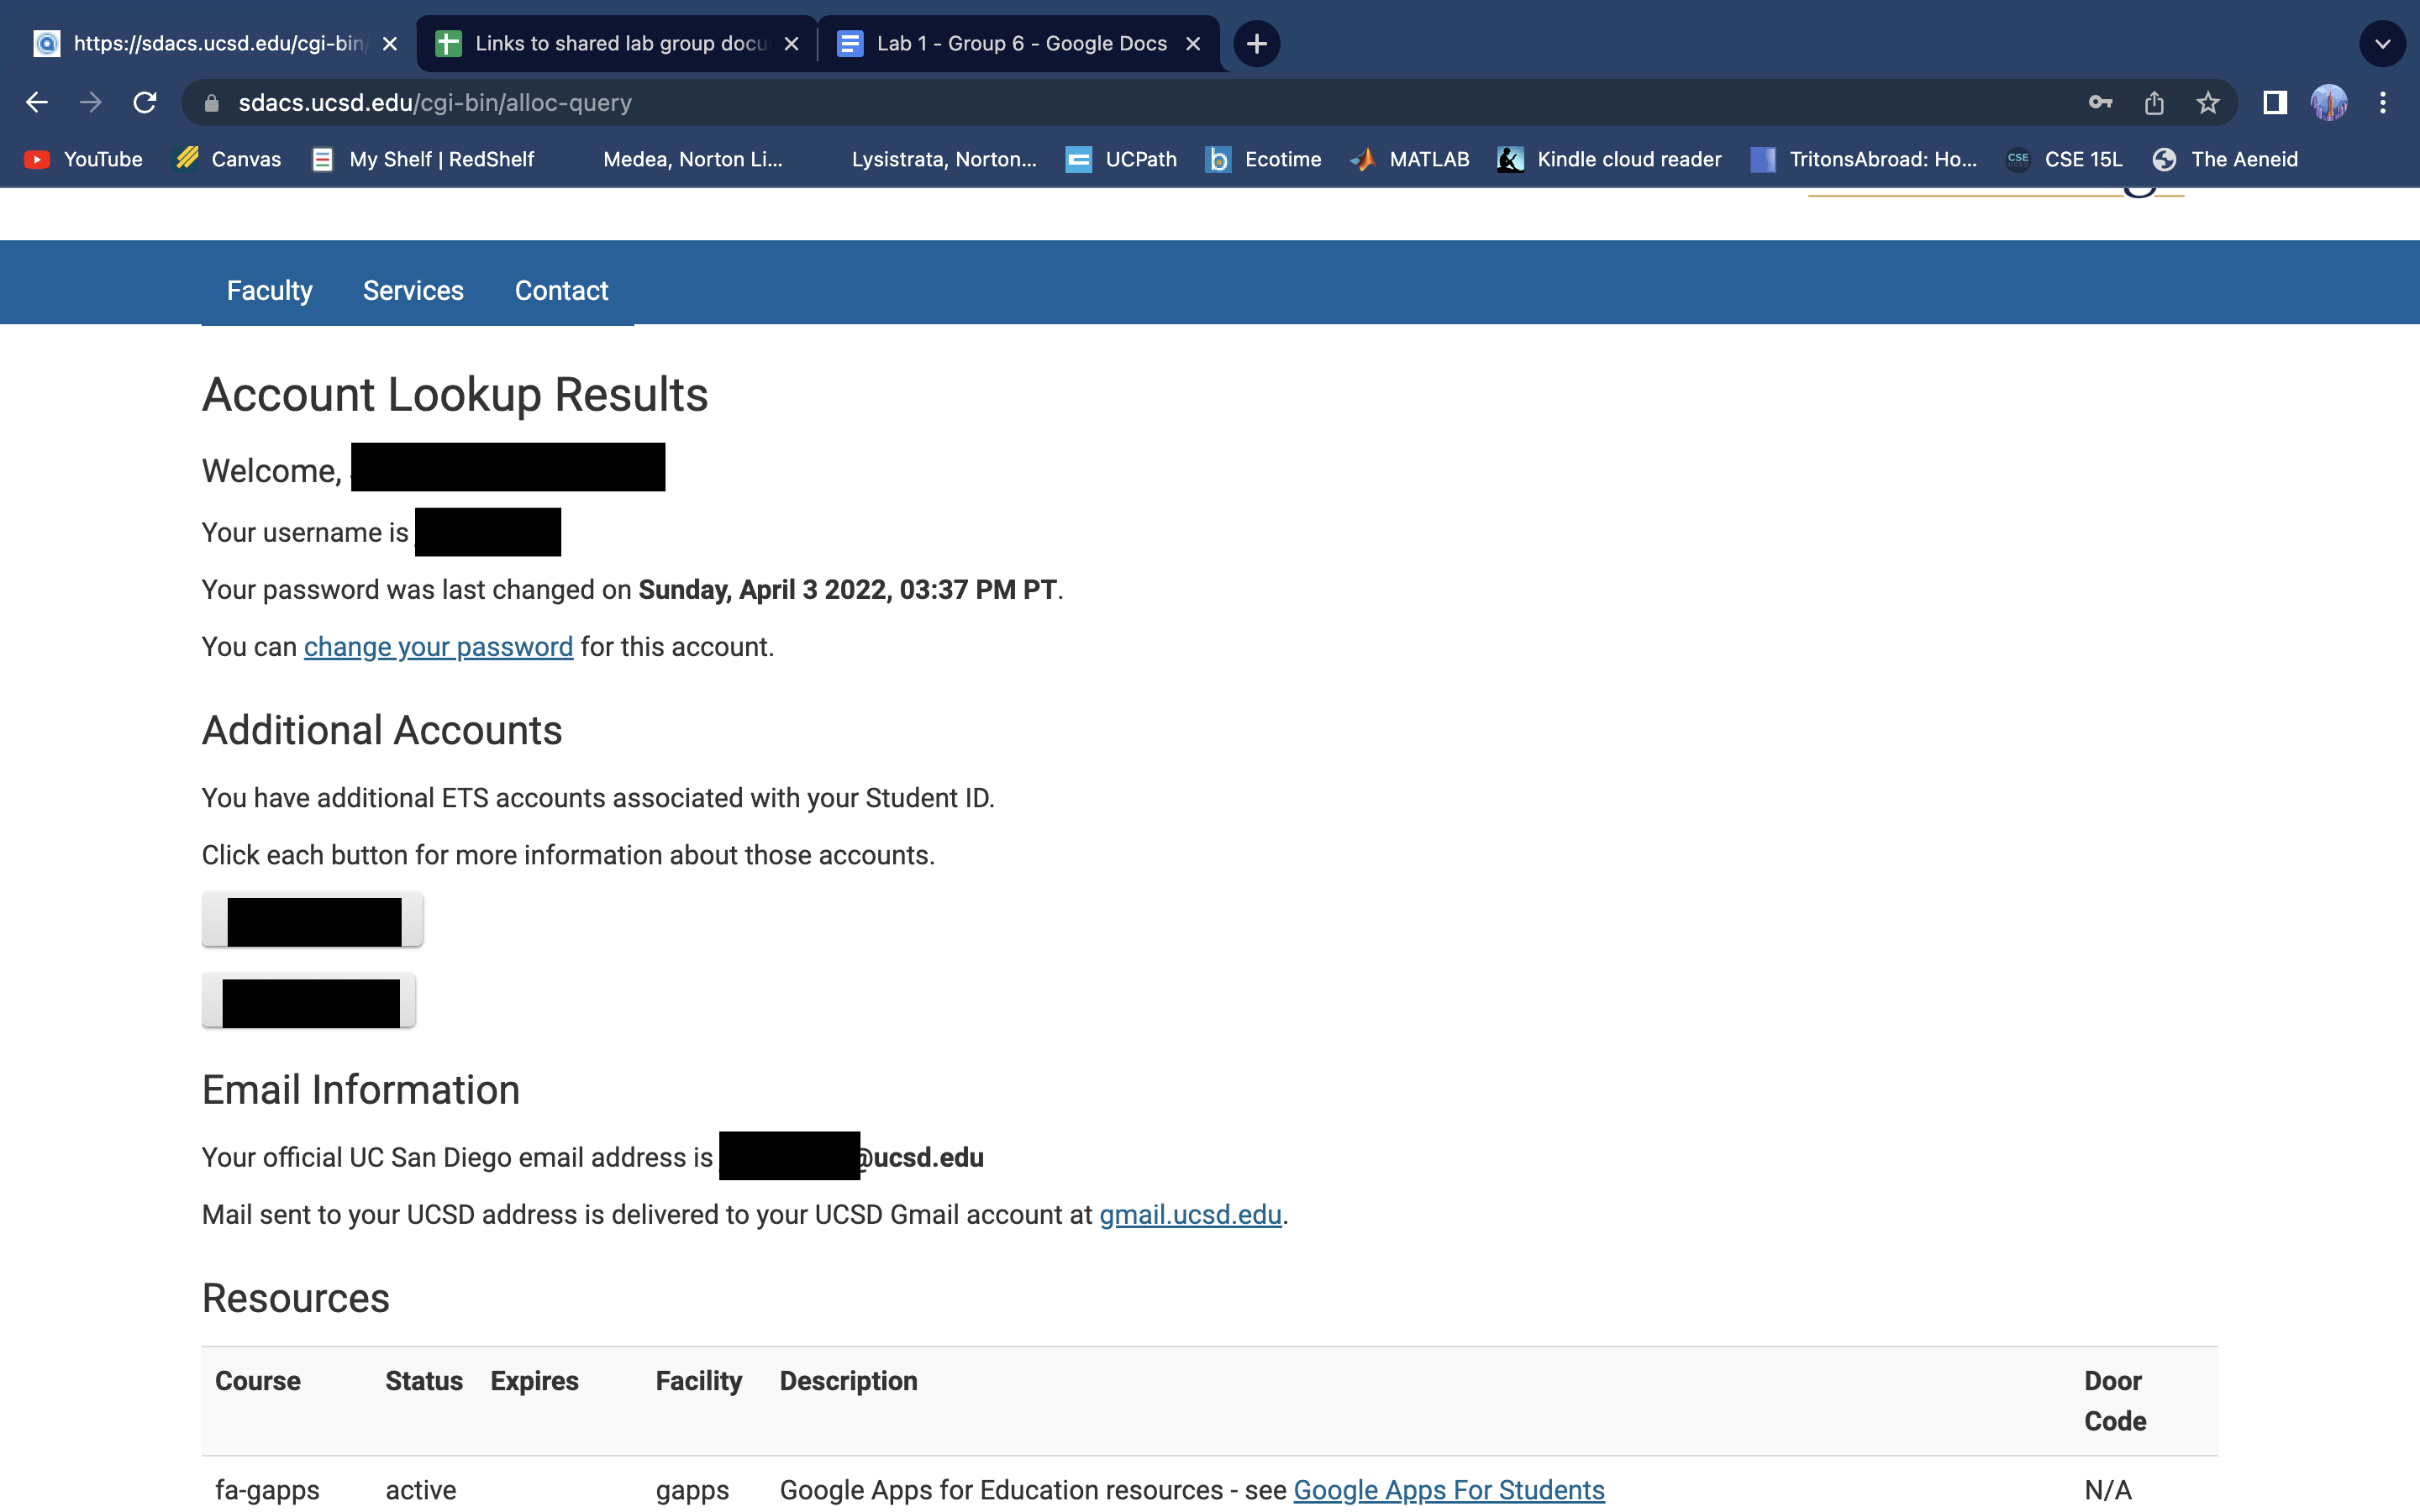 https://sdacs.ucsd.edu/cgi-bin/
Links to shared lab group docu
Lab 1 - Group 6 - Google Docs
sdacs.ucsd.edu/cgi-bin/alloc-query
YouTube Canvas My Shelf | RedShelf Medea, Norton Li... Lysistrata, Norton... UCPath Ecotime MATLAB Kindle cloud reader TritonsAbroad: Ho... CSE CSE 15L The Aeneid
Faculty Services Contact
Account Lookup Results
Welcome,
Your username is
Your password was last changed on Sunday, April 3 2022, 03:37 PM PT.
You can change your password for this account.
Additional Accounts
You have additional ETS accounts associated with your Student ID.
Click each button for more information about those accounts.
Email Information
Your official UC San Diego email address is @ucsd.edu
Mail sent to your UCSD address is delivered to your UCSD Gmail account at gmail.ucsd.edu.
Resources
Course Status Expires Facility Description Door Code
fa-gapps active gapps Google Apps for Education resources - see Google Apps For Students N/A